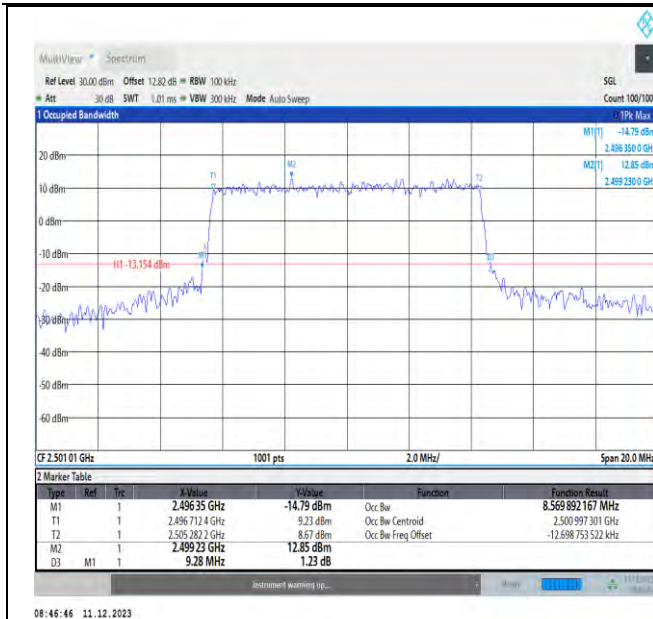 MultiView Spectrum
Ref Level 30.00 dBm Offset 12.82 dB RBW 100 kHz SGL
Att 30 dB SWT 1.01 ms VBW 300 kHz Mode Auto Sweep Count 100/100
1 Occupied Bandwidth 1Pk Max
M1[1] -14.79 dBm
2.496 350 0 GHz
M2[1] 12.85 dBm
2.499 230 0 GHz
20 dBm
M2
T1 T2
10 dBm
0 dBm
-10 dBm
M1 D3
H1 -13.154 dBm
-20 dBm
-30 dBm
-40 dBm
-50 dBm
-60 dBm
CF 2.501 01 GHz 1001 pts 2.0 MHz/ Span 20.0 MHz
2 Marker Table
Type Ref Trc X-Value Y-Value Function Function Result
M1 1 2.496 35 GHz -14.79 dBm Occ Bw 8.569 892 167 MHz
T1 1 2.496 712 4 GHz 9.23 dBm Occ Bw Centroid 2.500 997 301 GHz
T2 1 2.505 282 2 GHz 8.67 dBm Occ Bw Freq Offset -12.698 753 522 kHz
M2 1 2.499 23 GHz 12.85 dBm
D3 M1 1 9.28 MHz 1.23 dB
Instrument warming up...
08:46:46 11.12.2023